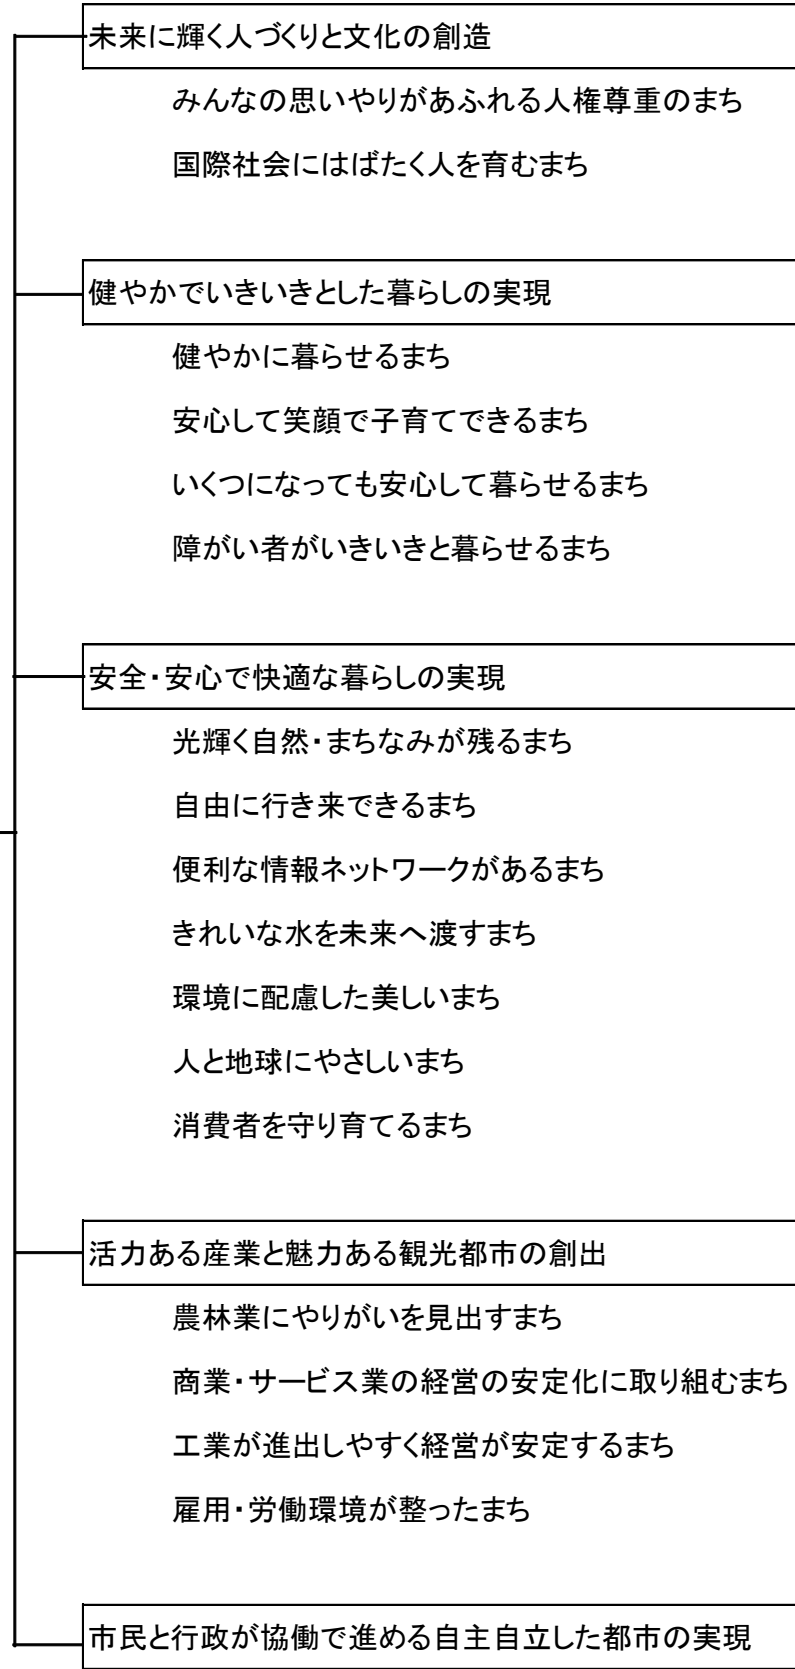 未来に輝く人づくりと文化の創造
みんなの思いやりがあふれる人権尊重のまち
国際社会にはばたく人を育むまち
健やかでいきいきとした暮らしの実現
健やかに暮らせるまち
安心して笑顔で子育てできるまち
いくつになっても安心して暮らせるまち
障がい者がいきいきと暮らせるまち
安全・安心で快適な暮らしの実現
光輝く自然・まちなみが残るまち
自由に行き来できるまち
便利な情報ネットワークがあるまち
きれいな水を未来へ渡すまち
環境に配慮した美しいまち
人と地球にやさしいまち
消費者を守り育てるまち
活力ある産業と魅力ある観光都市の創出
農林業にやりがいを見出すまち
商業・サービス業の経営の安定化に取り組むまち
工業が進出しやすく経営が安定するまち
雇用・労働環境が整ったまち
市民と行政が協働で進める自主自立した都市の実現